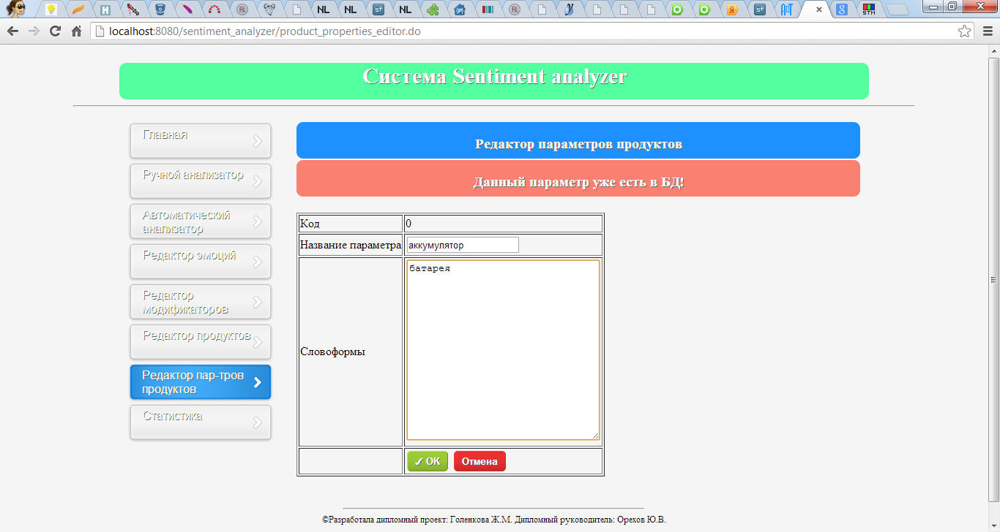 NL NL sf NL sf STM
localhost:8080/sentiment_analyzer/product_properties_editor.do
Система Sentiment analyzer
Главная
Ручной анализатор
Автоматический
анализатор
Редактор эмоций
Редактор
модификаторов
Редактор продуктов
Редактор пар-тров
продуктов
Статистика
Редактор параметров продуктов
Данный параметр уже есть в БД!
Код 0
Название параметра аккумулятор
Словоформы
батарея
OK Отмена
©Разработала дипломный проект: Голенкова Ж.М. Дипломный руководитель: Орехов Ю.В.